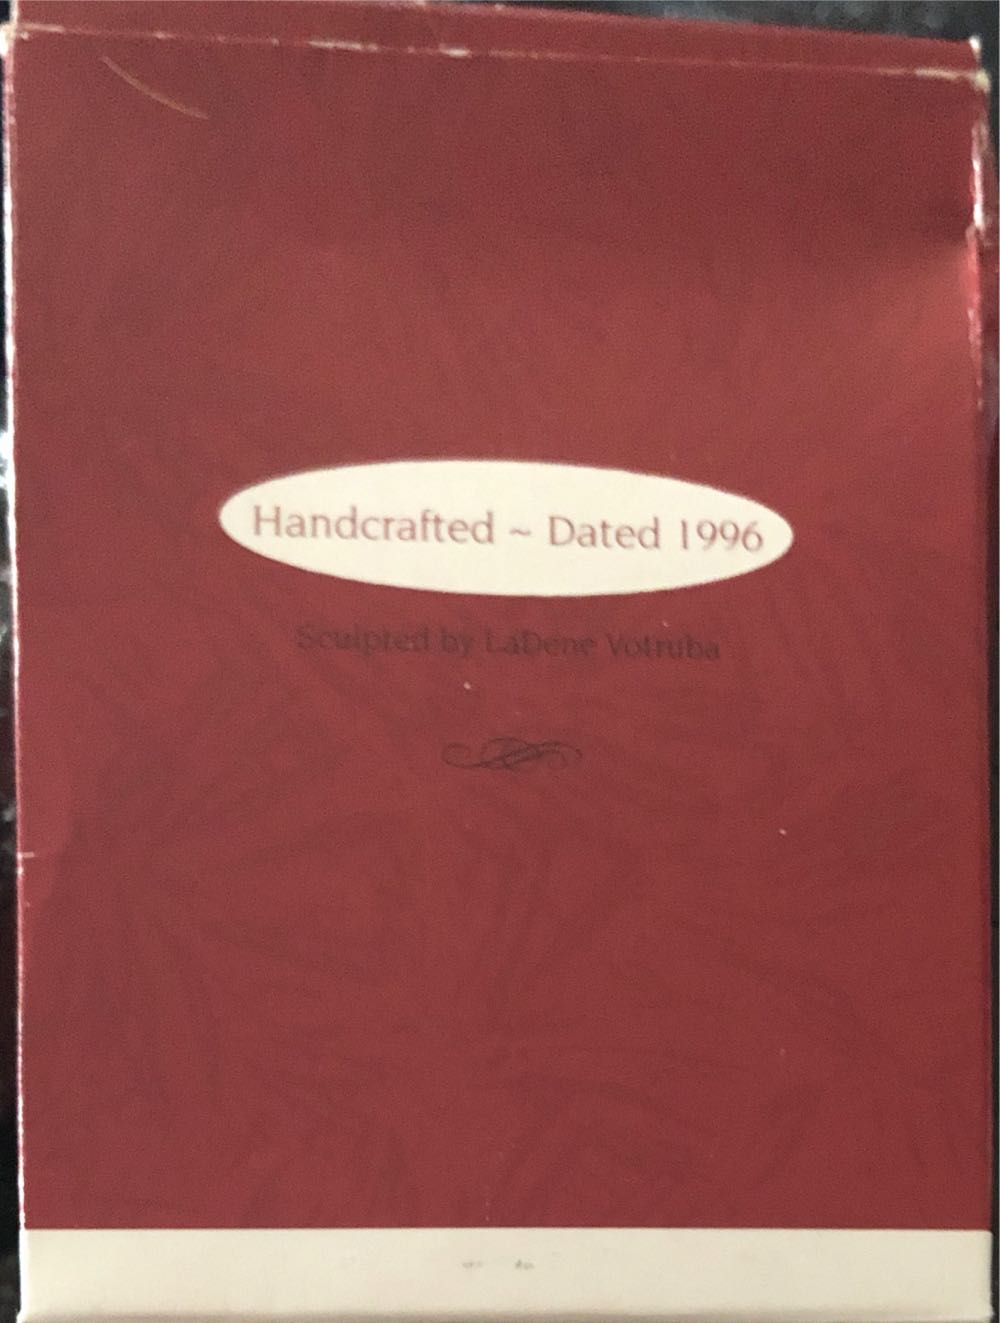 Handcrafted ~ Dated 1996
Sculpted by LaDene Votruba